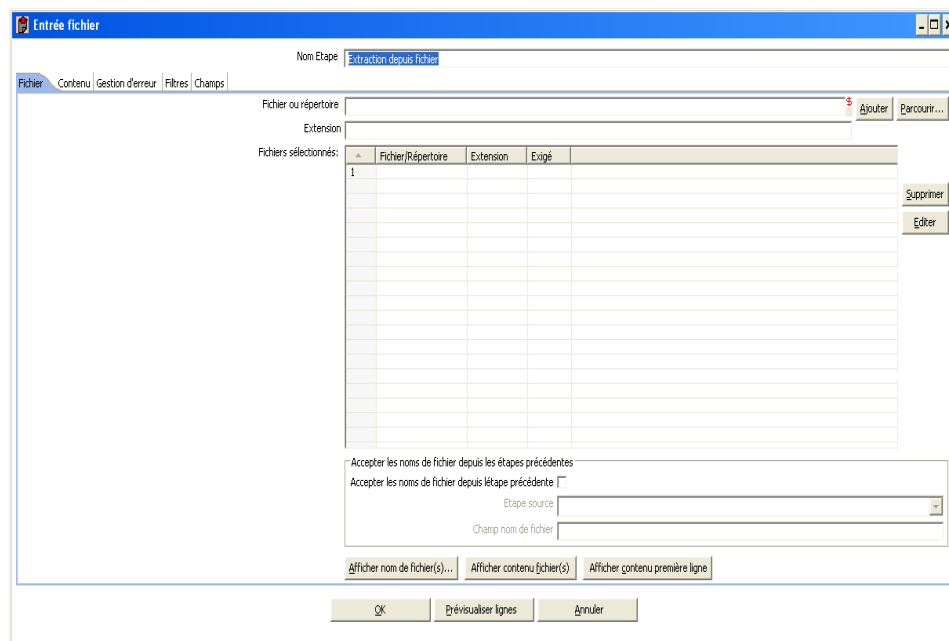 Entrée fichier
Nom Etape Extraction depuis fichier
Fichier Contenu Gestion d'erreur Filtres Champs
Fichier ou répertoire $ Ajouter Parcourir...
Extension
Fichiers sélectionnés: Fichier/Répertoire Extension Exigé
1
Supprimer
Editer
Accepter les noms de fichier depuis les étapes précédentes
Accepter les noms de fichier depuis létape précédente
Etape source
Champ nom de fichier
Afficher nom de fichier(s)... Afficher contenu fichier(s) Afficher contenu première ligne
OK Prévisualiser lignes Annuler